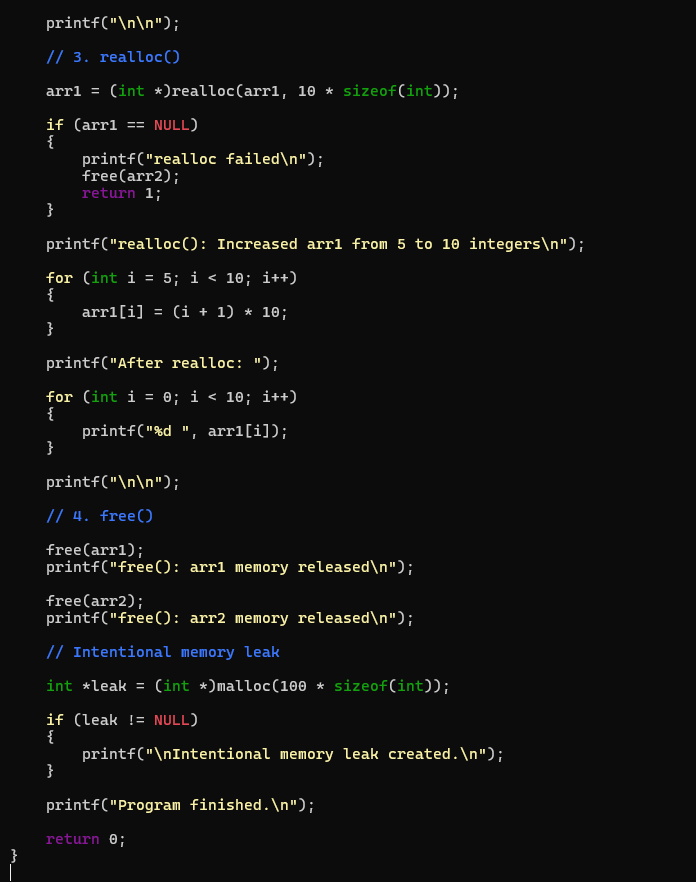 printf("\n\n");

    // 3. realloc()

    arr1 = (int *)realloc(arr1, 10 * sizeof(int));

    if (arr1 == NULL)
    {
        printf("realloc failed\n");
        free(arr2);
        return 1;
    }

    printf("realloc(): Increased arr1 from 5 to 10 integers\n");

    for (int i = 5; i < 10; i++)
    {
        arr1[i] = (i + 1) * 10;
    }

    printf("After realloc: ");

    for (int i = 0; i < 10; i++)
    {
        printf("%d ", arr1[i]);
    }

    printf("\n\n");

    // 4. free()

    free(arr1);
    printf("free(): arr1 memory released\n");

    free(arr2);
    printf("free(): arr2 memory released\n");

    // Intentional memory leak

    int *leak = (int *)malloc(100 * sizeof(int));

    if (leak != NULL)
    {
        printf("\nIntentional memory leak created.\n");
    }

    printf("Program finished.\n");

    return 0;
}